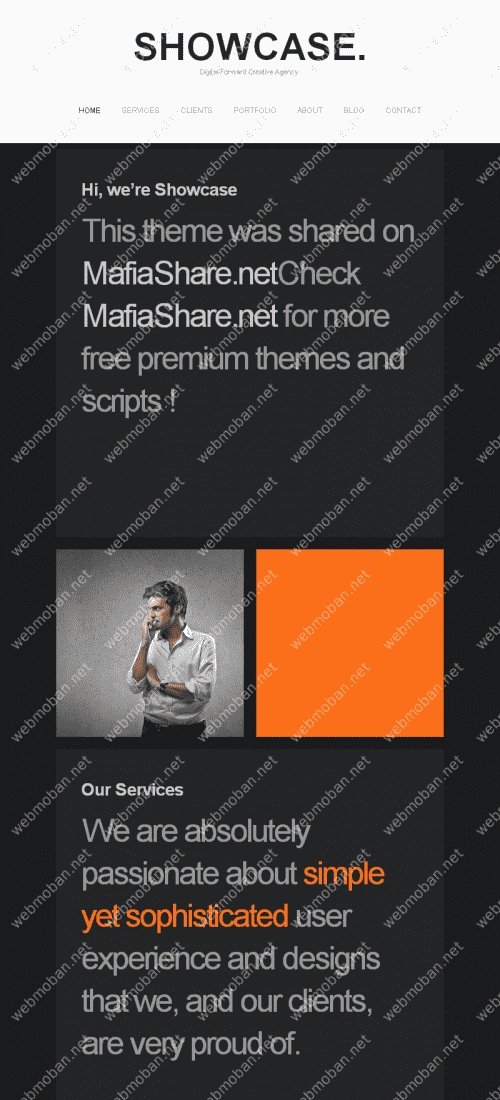 SHOWCASE.
Digital Forward Creative Agency
HOME SERVICES CLIENTS PORTFOLIO ABOUT BLOG CONTACT
Hi, we're Showcase
This theme was shared on
MafiaShare.netCheck
MafiaShare.net for more
free premium themes and
scripts !
Our Services
We are absolutely
passionate about simple
yet sophisticated user
experience and designs
that we, and our clients,
are very proud of.
webmoban.net